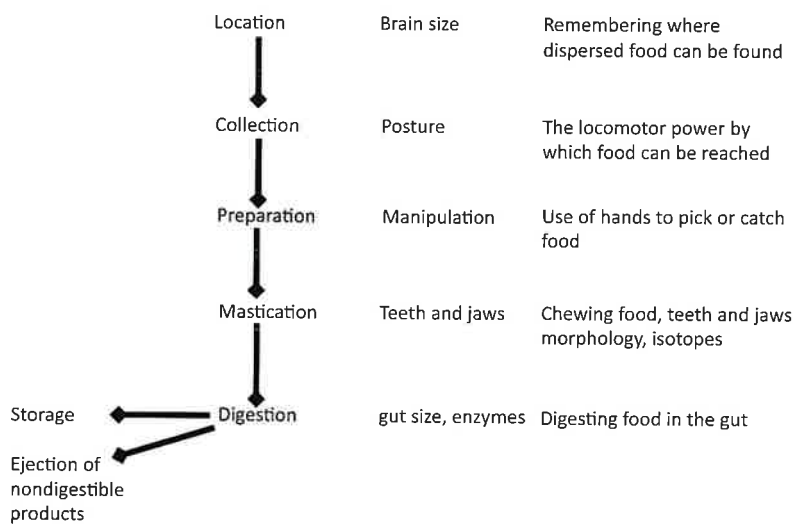 Location Brain size Remembering where
dispersed food can be found
Collection Posture The locomotor power by
which food can be reached
Preparation Manipulation Use of hands to pick or catch
food
Mastication Teeth and jaws Chewing food, teeth and jaws
morphology, isotopes
Storage Digestion gut size, enzymes Digesting food in the gut
Ejection of
nondigestible
products